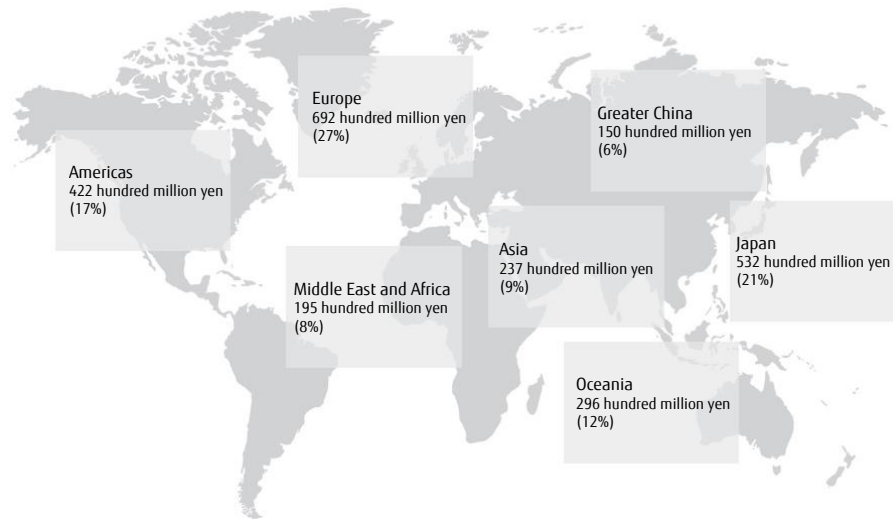 Europe
692 hundred million yen
(27%)
Greater China
150 hundred million yen
(6%)
Americas
422 hundred million yen
(17%)
Japan
532 hundred million yen
(21%)
Asia
237 hundred million yen
(9%)
Middle East and Africa
195 hundred million yen
(8%)
Oceania
296 hundred million yen
(12%)